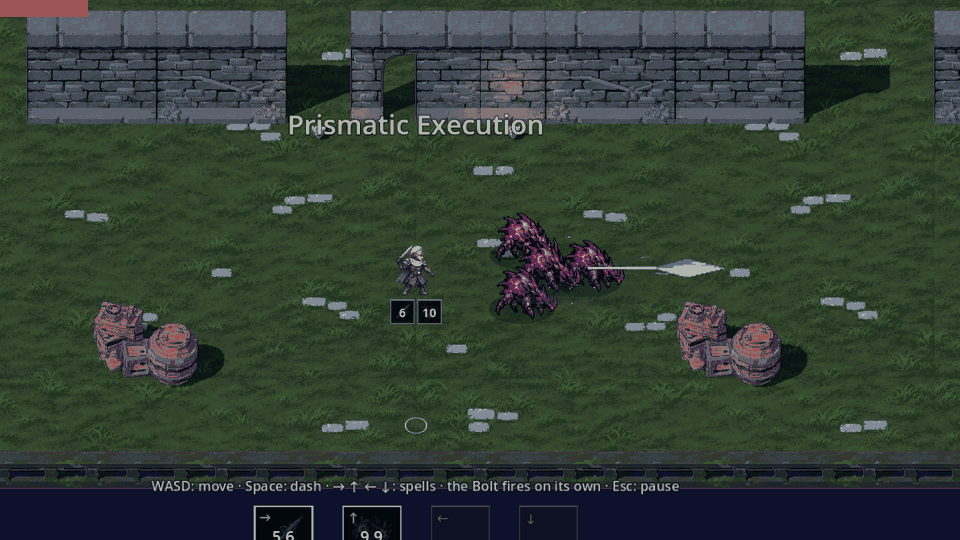 Prismatic Execution
6 10
WASD: move · Space: dash · → ↑ ← ↓: spells · the Bolt fires on its own · Esc: pause
→ ↑ ← ↓
5.6 9.9